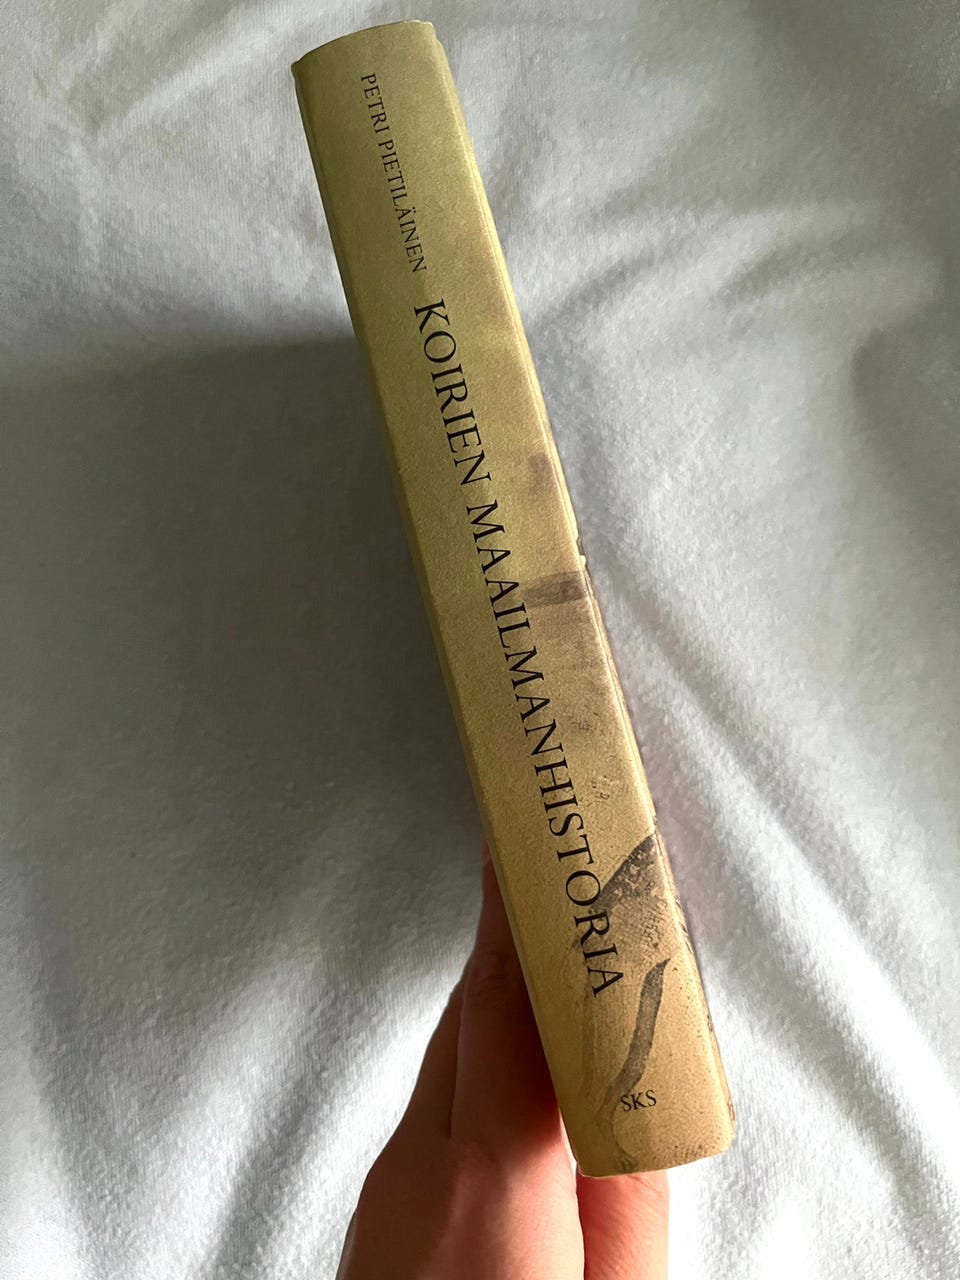 PETRI PIETILÄINEN
KOIRIEN MAAILMANHISTORIA
SKS